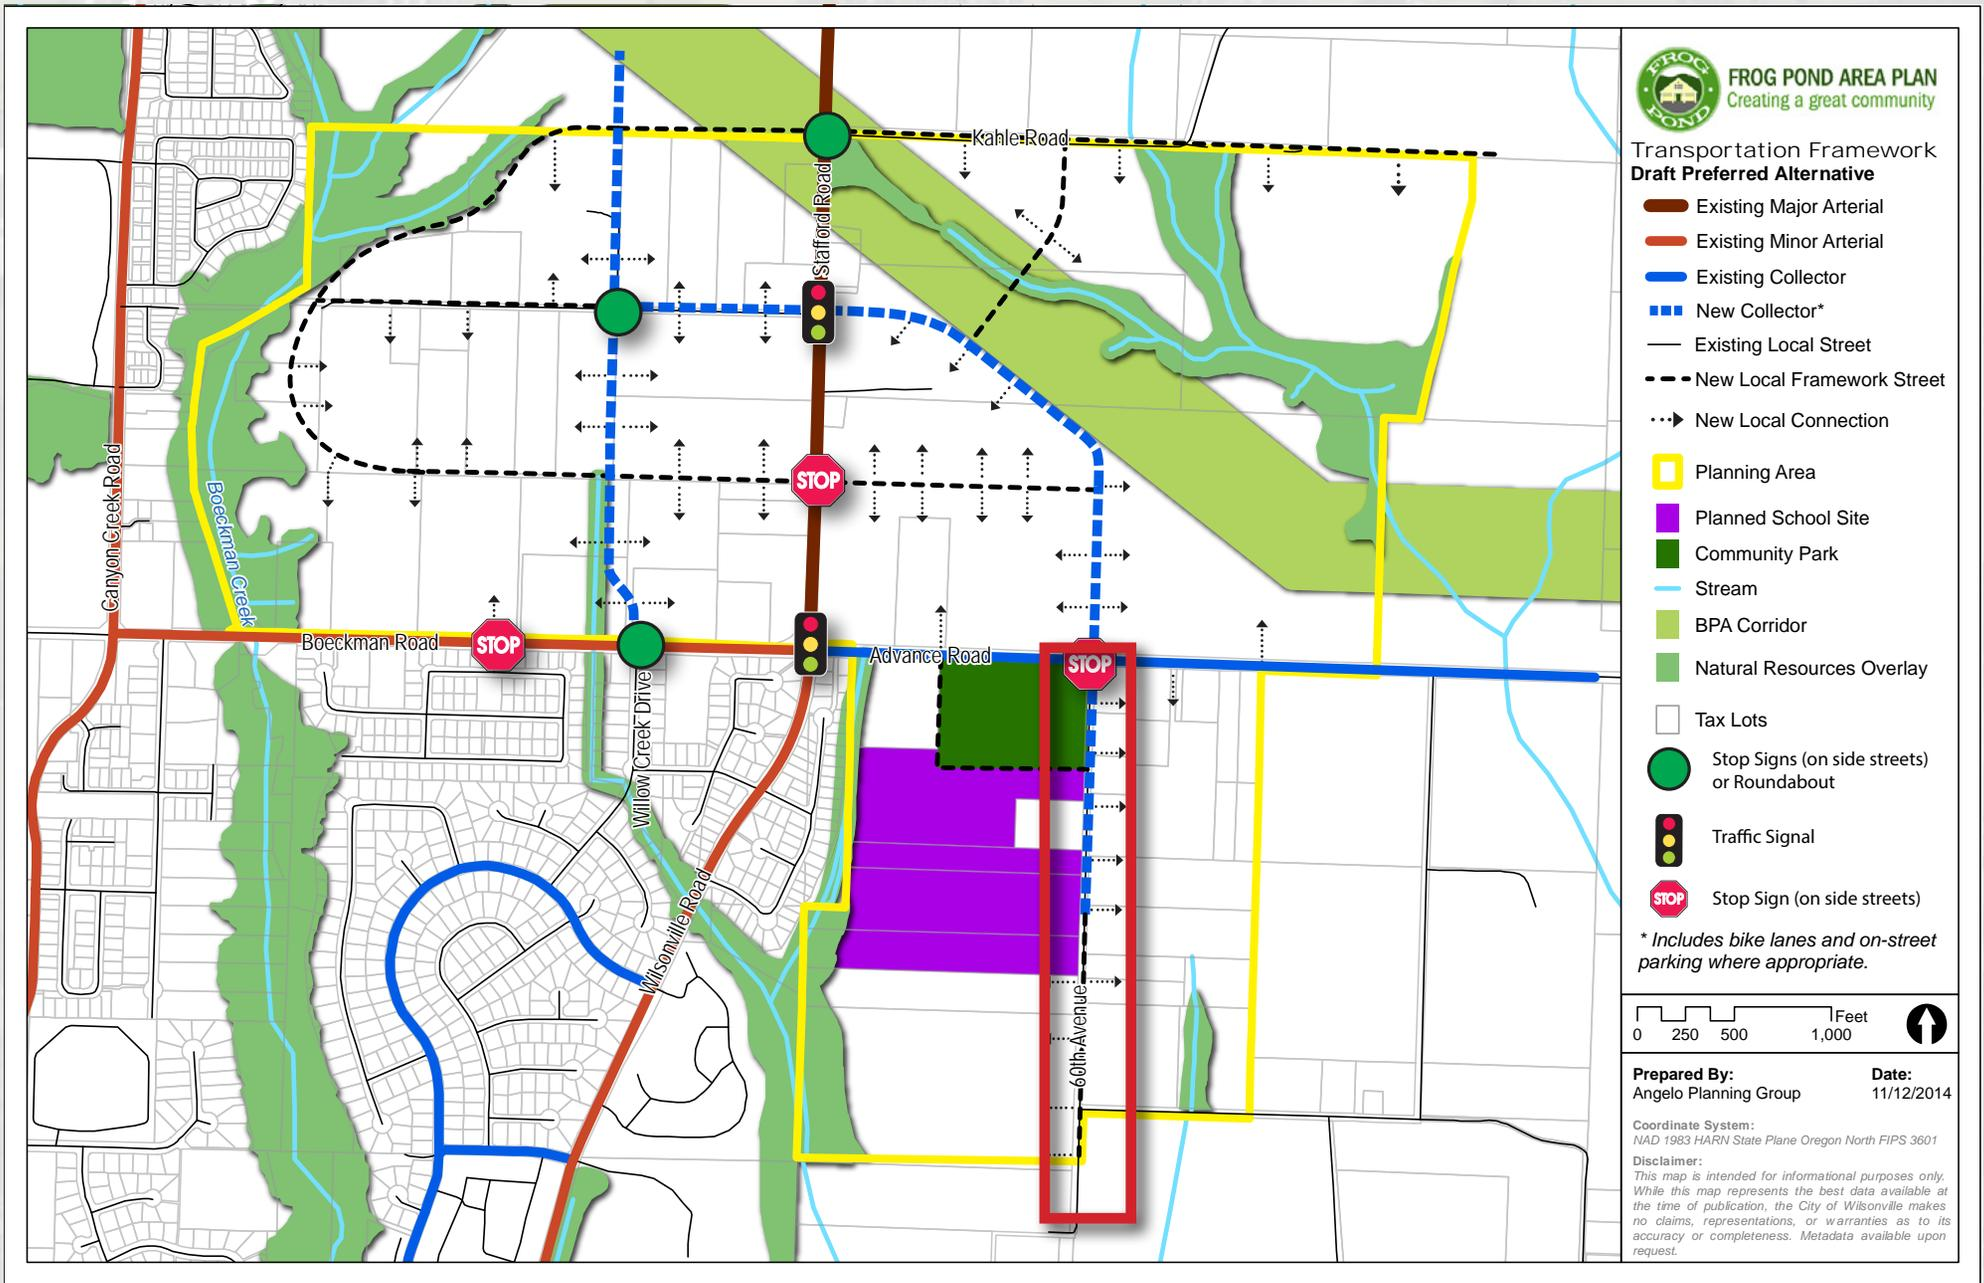 Kahle Road
Stafford Road
Canyon Creek Road
Boeckman Creek
Boeckman Road
STOP
STOP
Advance Road
STOP
Willow Creek Drive
Wilsonville Road
60th Avenue
FROG POND
FROG POND AREA PLAN
Creating a great community
Transportation Framework
Draft Preferred Alternative
Existing Major Arterial
Existing Minor Arterial
Existing Collector
New Collector*
Existing Local Street
New Local Framework Street
New Local Connection
Planning Area
Planned School Site
Community Park
Stream
BPA Corridor
Natural Resources Overlay
Tax Lots
Stop Signs (on side streets)
or Roundabout
Traffic Signal
STOP
Stop Sign (on side streets)
* Includes bike lanes and on-street
parking where appropriate.
Feet
0 250 500 1,000
Prepared By: Date:
Angelo Planning Group 11/12/2014
Coordinate System:
NAD 1983 HARN State Plane Oregon North FIPS 3601
Disclaimer:
This map is intended for informational purposes only.
While this map represents the best data available at
the time of publication, the City of Wilsonville makes
no claims, representations, or warranties as to its
accuracy or completeness. Metadata available upon
request.